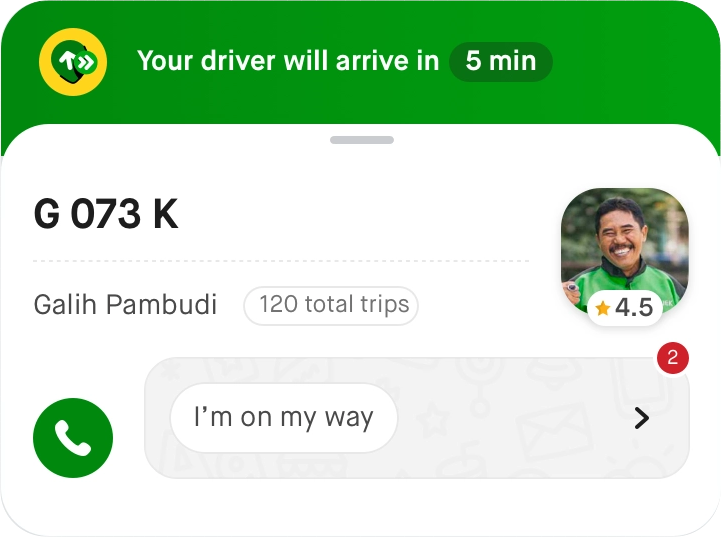 Your driver will arrive in 5 min
G 073 K
Galih Pambudi 120 total trips
4.5
2
I'm on my way